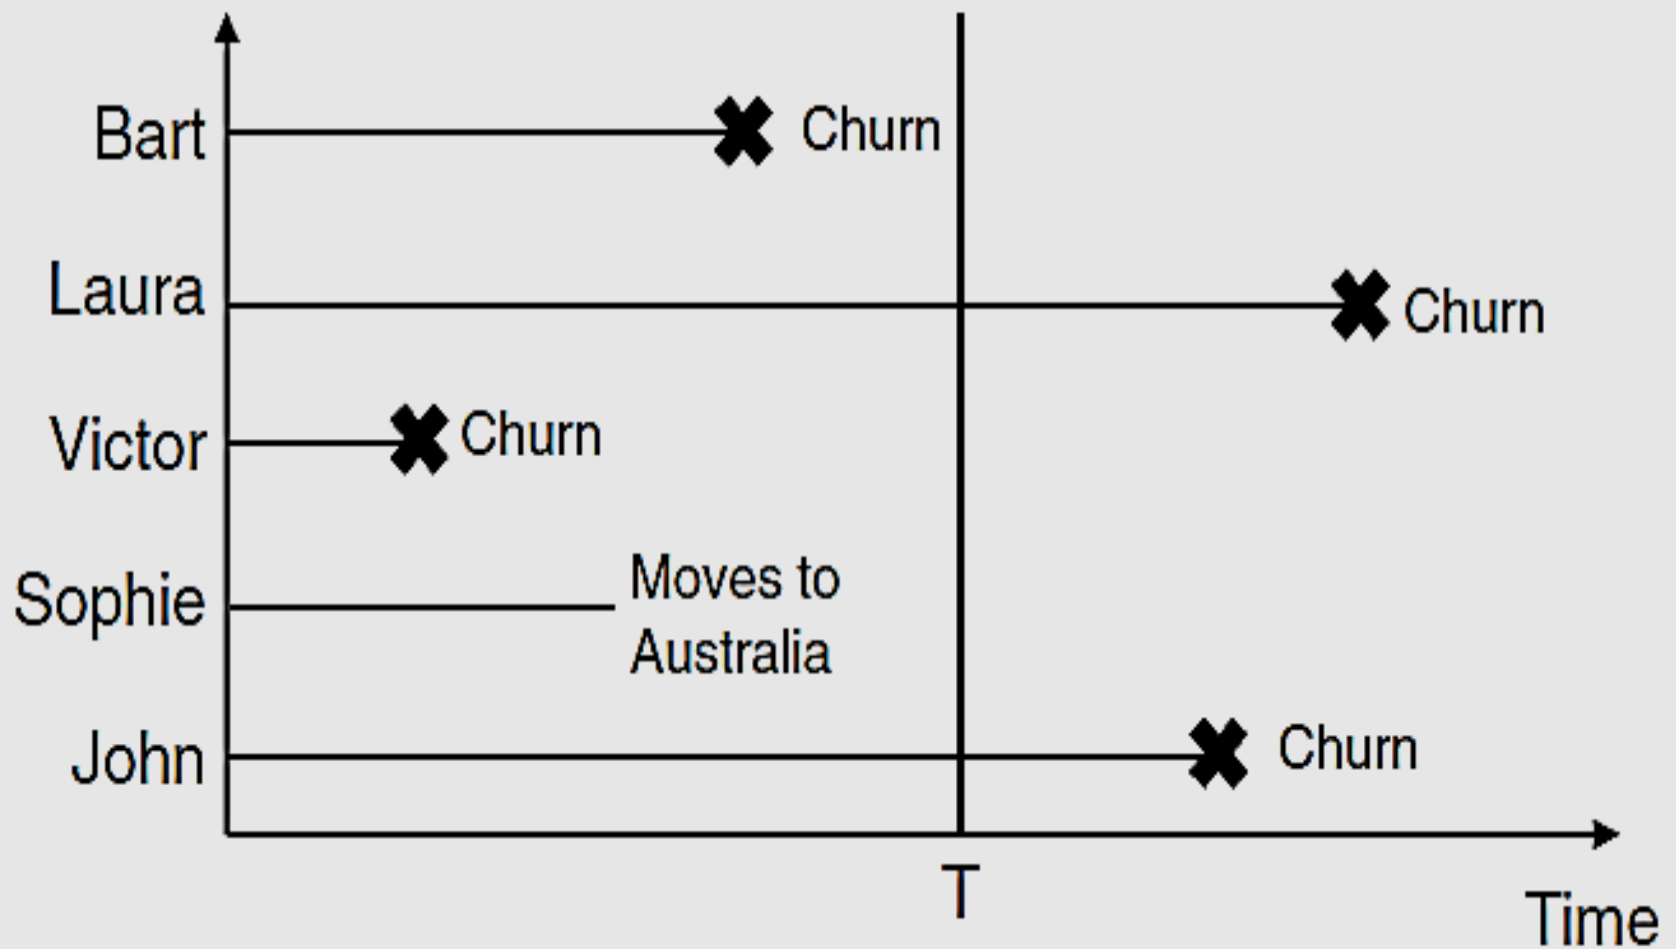 Bart
Churn
Laura
Churn
Victor
Churn
Sophie
Moves to
Australia
John
Churn
T
Time